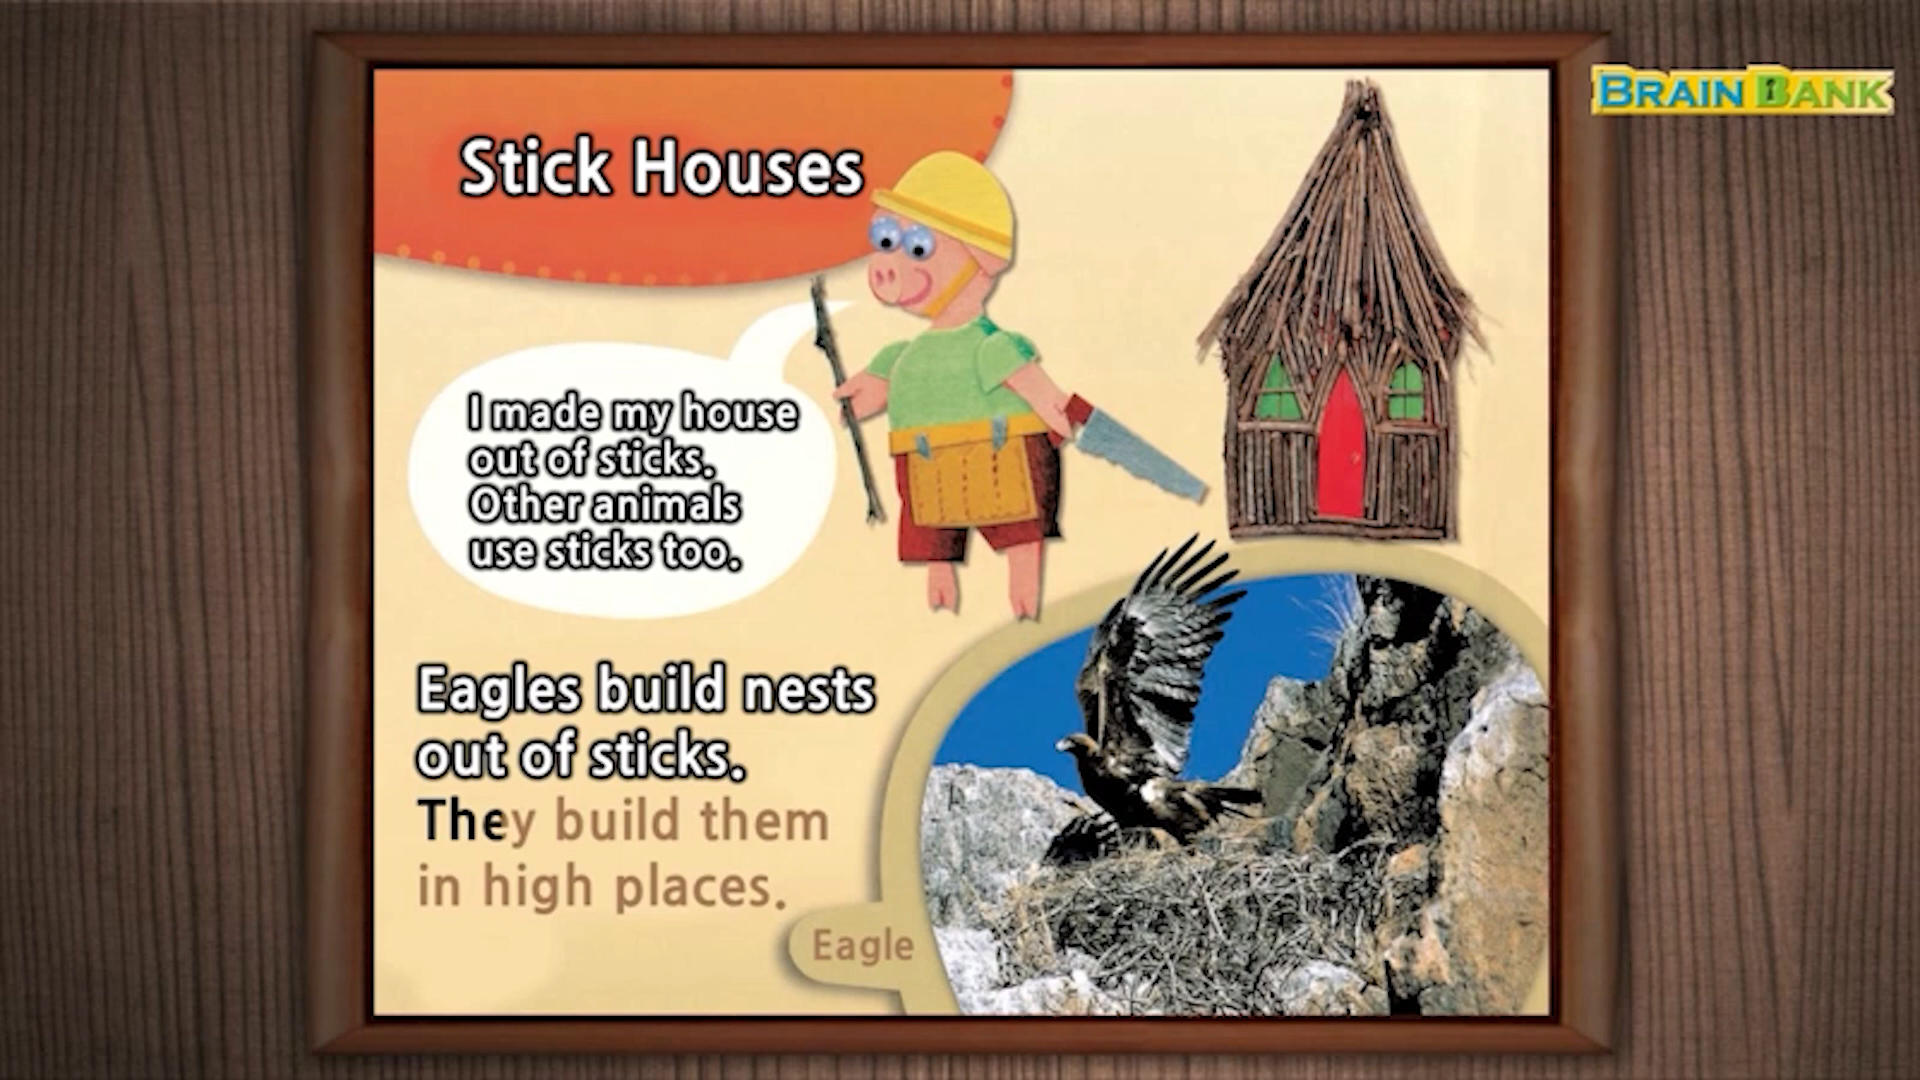 BRAIN BANK
Stick Houses
I made my house
out of sticks.
Other animals
use sticks too.
Eagles build nests
out of sticks.
They build them
in high places.
Eagle